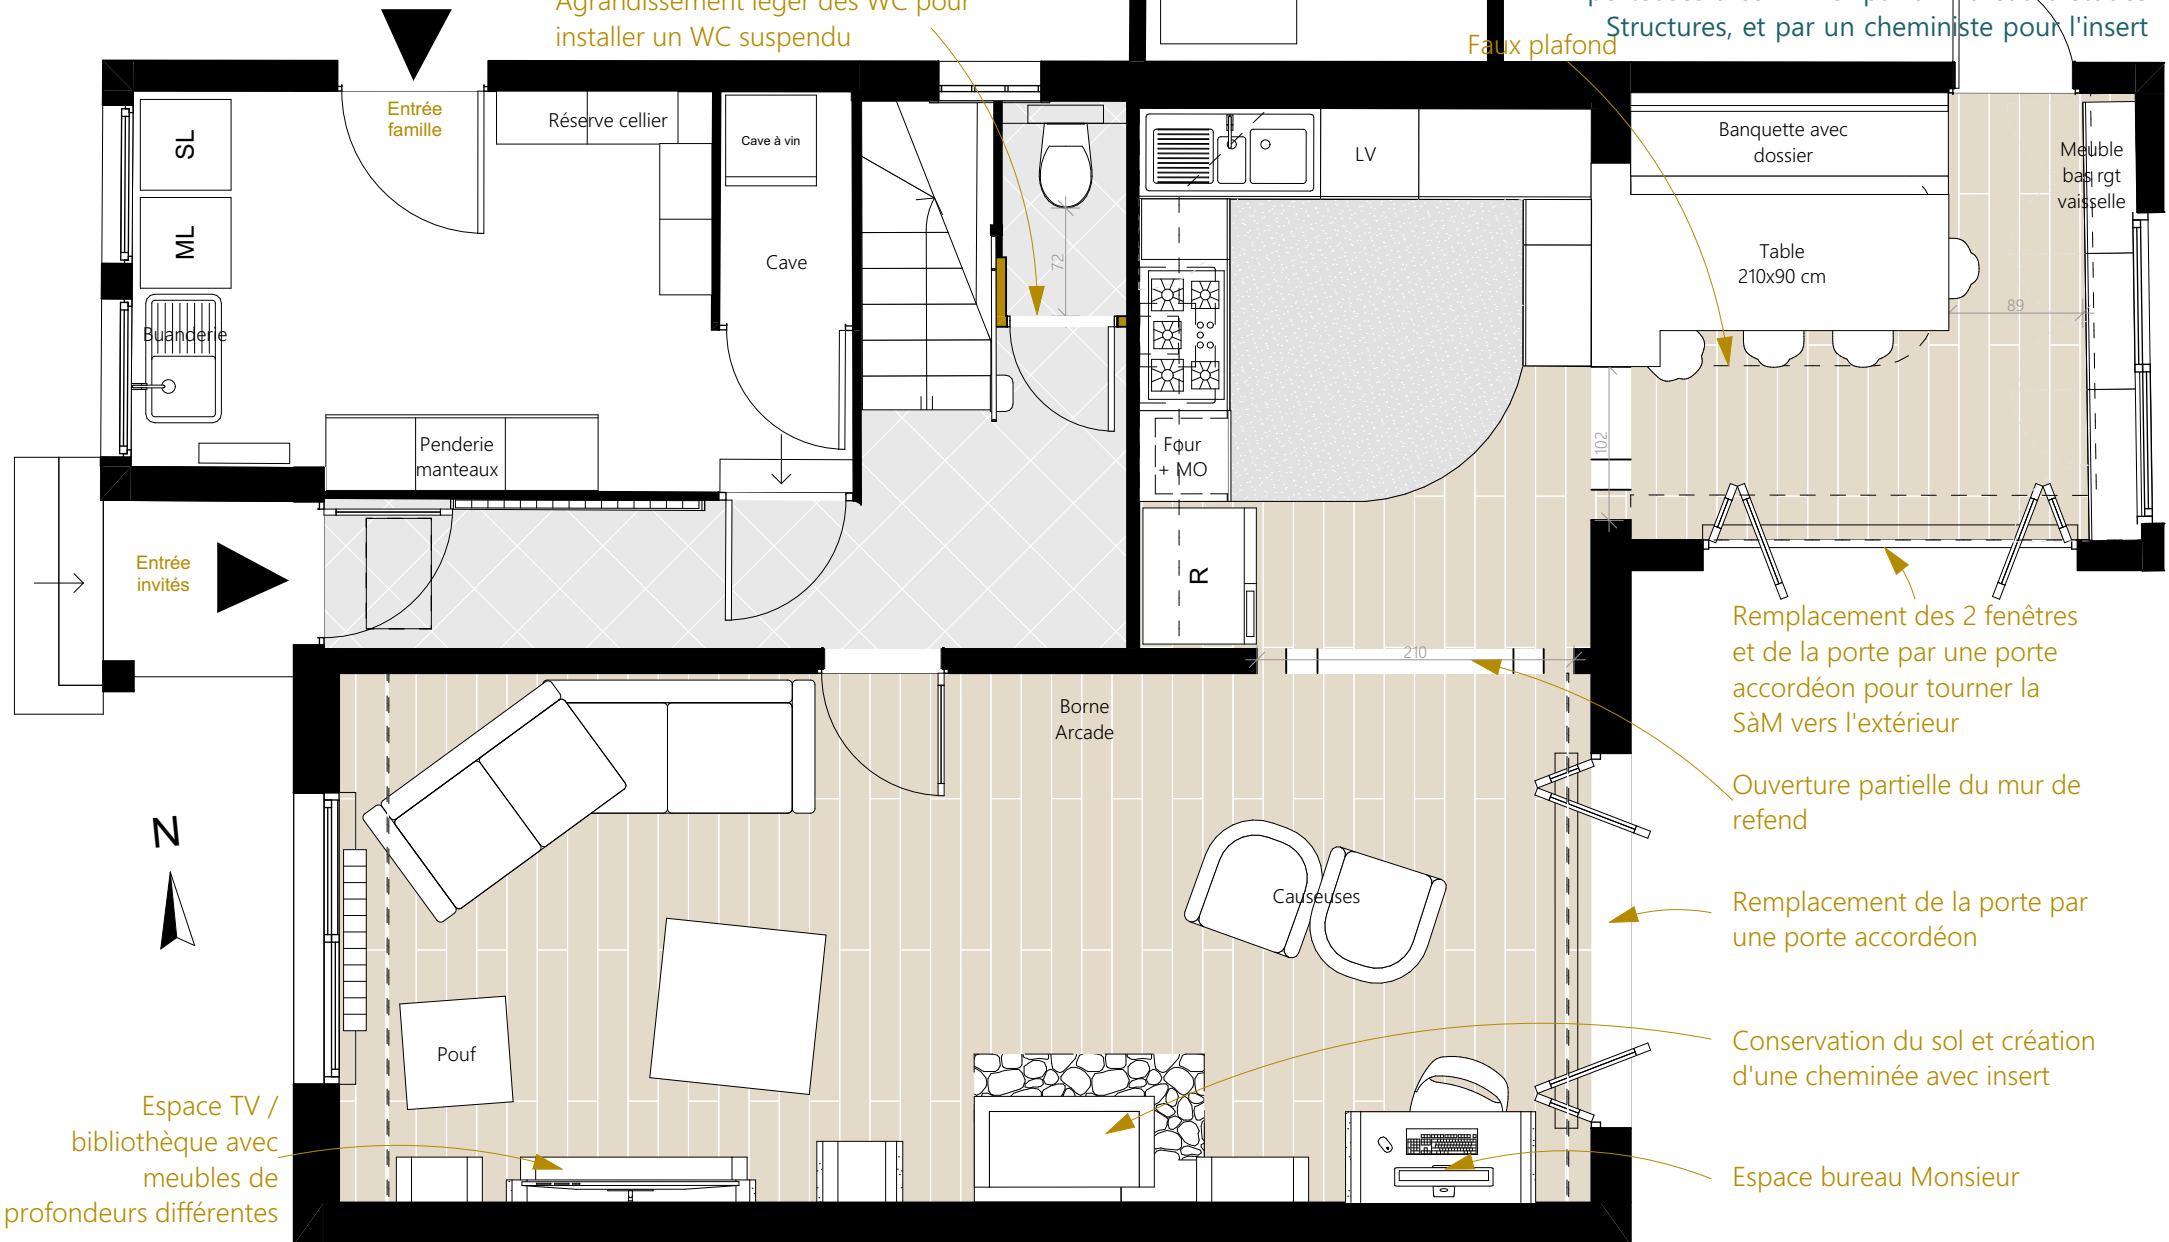 Agrandissement léger des WC pour
installer un WC suspendu
Structures, et par un cheministe pour l'insert
Faux plafond
Entrée
famille
Réserve cellier
Cave à vin
SL
ML
Buanderie
Cave
Penderie
manteaux
72
LV
Four
+ MO
R
Banquette avec
dossier
Meuble
bas rgt
vaisselle
Table
210x90 cm
89
102
210
Entrée
invités
Remplacement des 2 fenêtres
et de la porte par une porte
accordéon pour tourner la
SàM vers l'extérieur
Borne
Arcade
Ouverture partielle du mur de
refend
N
Causeuses
Remplacement de la porte par
une porte accordéon
Pouf
Conservation du sol et création
d'une cheminée avec insert
Espace TV /
bibliothèque avec
meubles de
profondeurs différentes
Espace bureau Monsieur